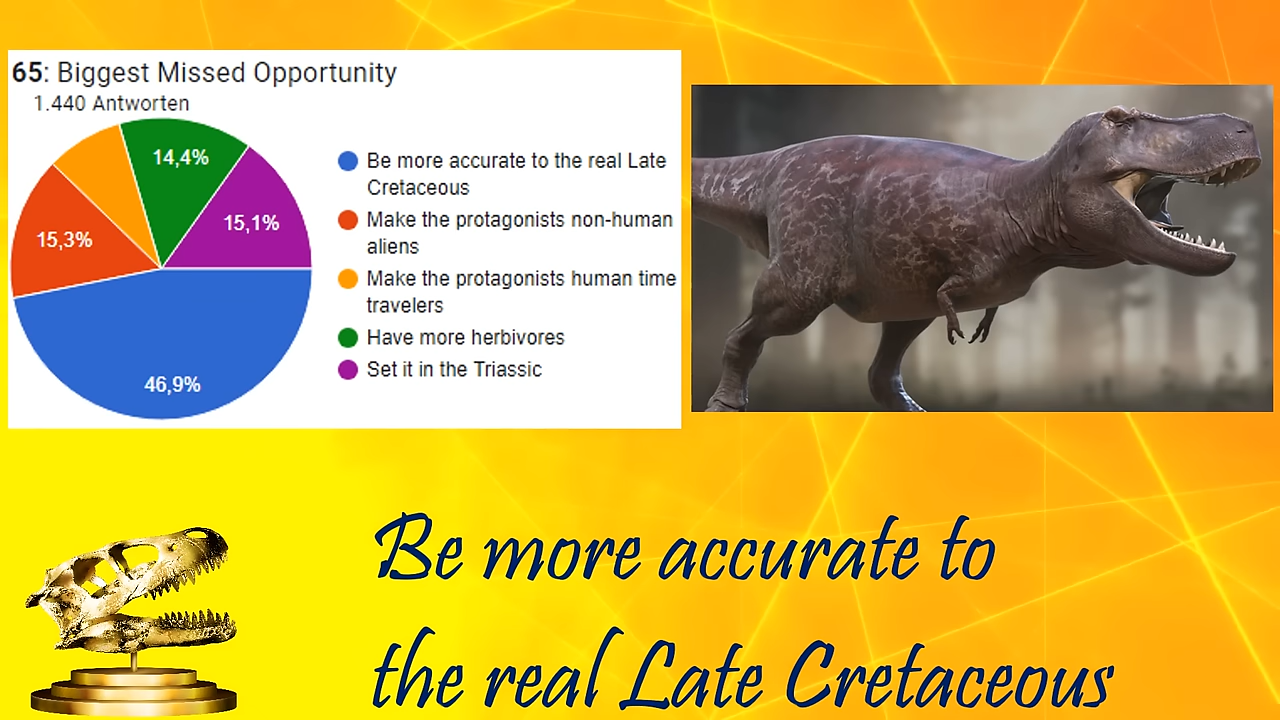 65: Biggest Missed Opportunity
1.440 Antworten
14,4%
15,1%
15,3%
46,9%
Be more accurate to the real Late
Cretaceous
Make the protagonists non-human
aliens
Make the protagonists human time
travelers
Have more herbivores
Set it in the Triassic
Be more accurate to
the real Late Cretaceous